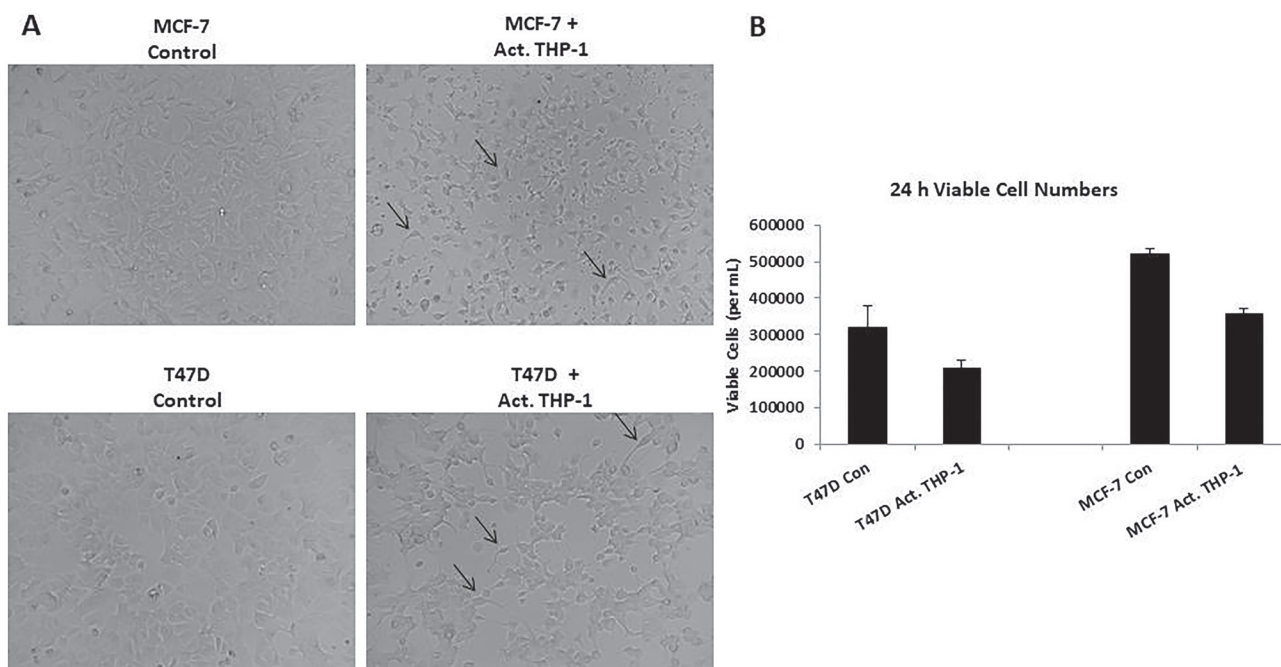 A
MCF-7
Control
MCF-7 +
Act. THP-1
T47D
Control
T47D +
Act. THP-1
B
24 h Viable Cell Numbers
Viable Cells (per mL)
600000
500000
400000
300000
200000
100000
0
T47D Con
T47D Act. THP-1
MCF-7 Con
MCF-7 Act. THP-1